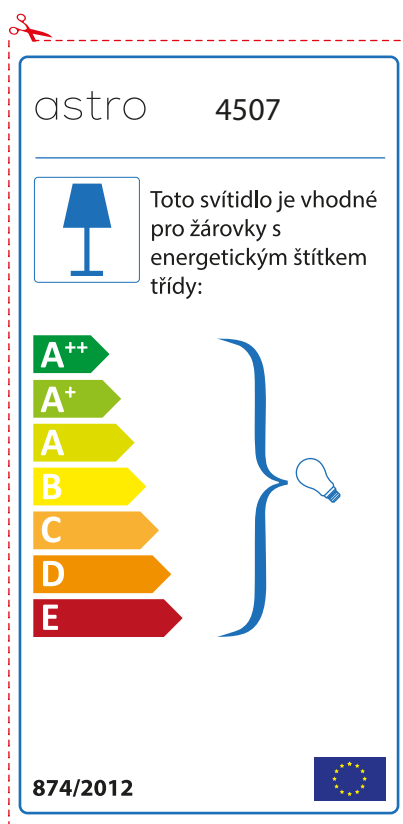 astro 4507
Toto svítidlo je vhodné
pro žárovky s
energetickým štítkem
třídy:
A++
A+
A
B
C
D
E
874/2012